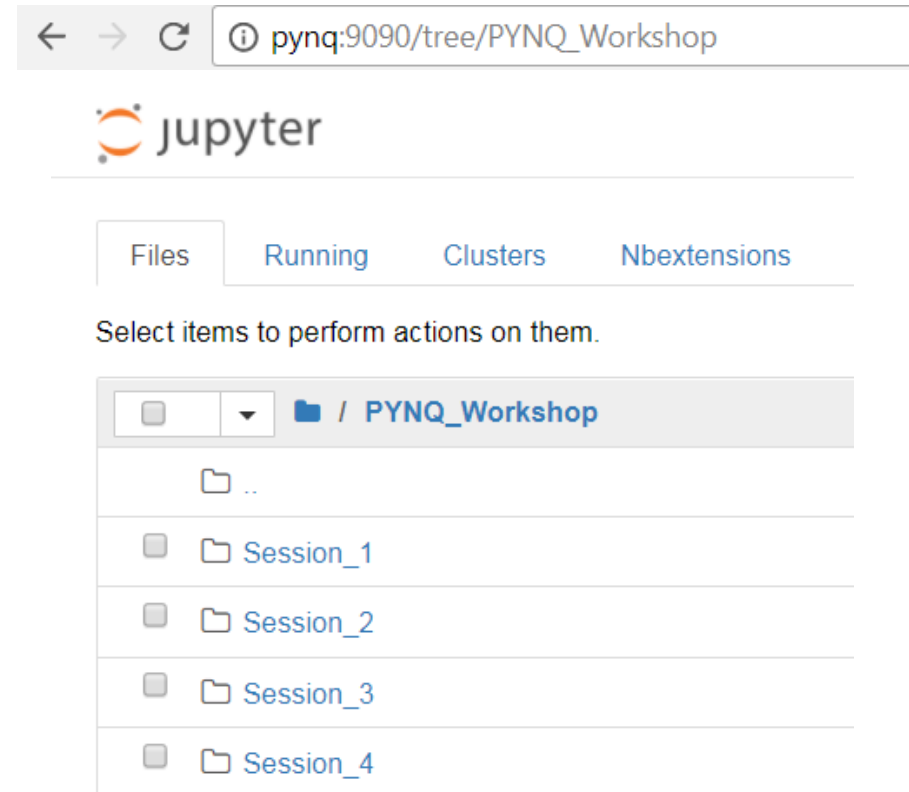 pynq:9090/tree/PYNQ_Workshop
jupyter
Files Running Clusters Nbextensions
Select items to perform actions on them.
/ PYNQ_Workshop
..
Session_1
Session_2
Session_3
Session_4